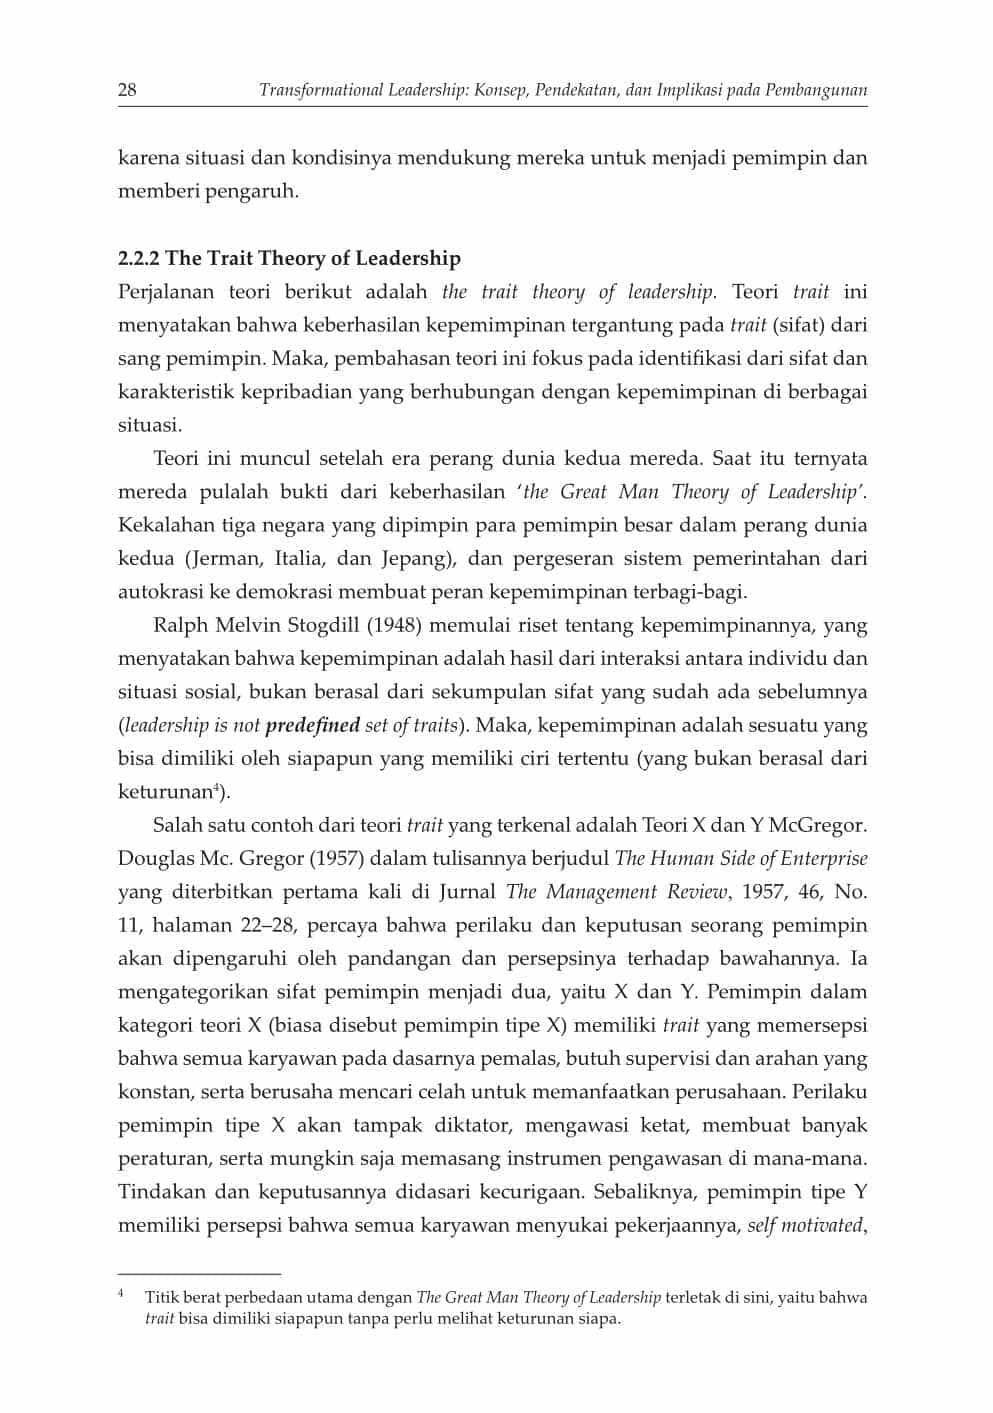 28 Transformational Leadership: Konsep, Pendekatan, dan Implikasi pada Pembangunan
karena situasi dan kondisinya mendukung mereka untuk menjadi pemimpin dan
memberi pengaruh.
2.2.2 The Trait Theory of Leadership
Perjalanan teori berikut adalah the trait theory of leadership. Teori trait ini
menyatakan bahwa keberhasilan kepemimpinan tergantung pada trait (sifat) dari
sang pemimpin. Maka, pembahasan teori ini fokus pada identifikasi dari sifat dan
karakteristik kepribadian yang berhubungan dengan kepemimpinan di berbagai
situasi.
Teori ini muncul setelah era perang dunia kedua mereda. Saat itu ternyata
mereda pulalah bukti dari keberhasilan ‘the Great Man Theory of Leadership’.
Kekalahan tiga negara yang dipimpin para pemimpin besar dalam perang dunia
kedua (Jerman, Italia, dan Jepang), dan pergeseran sistem pemerintahan dari
autokrasi ke demokrasi membuat peran kepemimpinan terbagi-bagi.
Ralph Melvin Stogdill (1948) memulai riset tentang kepemimpinannya, yang
menyatakan bahwa kepemimpinan adalah hasil dari interaksi antara individu dan
situasi sosial, bukan berasal dari sekumpulan sifat yang sudah ada sebelumnya
(leadership is not predefined set of traits). Maka, kepemimpinan adalah sesuatu yang
bisa dimiliki oleh siapapun yang memiliki ciri tertentu (yang bukan berasal dari
keturunan⁴).
Salah satu contoh dari teori trait yang terkenal adalah Teori X dan Y McGregor.
Douglas Mc. Gregor (1957) dalam tulisannya berjudul The Human Side of Enterprise
yang diterbitkan pertama kali di Jurnal The Management Review, 1957, 46, No.
11, halaman 22–28, percaya bahwa perilaku dan keputusan seorang pemimpin
akan dipengaruhi oleh pandangan dan persepsinya terhadap bawahannya. Ia
mengategorikan sifat pemimpin menjadi dua, yaitu X dan Y. Pemimpin dalam
kategori teori X (biasa disebut pemimpin tipe X) memiliki trait yang memersepsi
bahwa semua karyawan pada dasarnya pemalas, butuh supervisi dan arahan yang
konstan, serta berusaha mencari celah untuk memanfaatkan perusahaan. Perilaku
pemimpin tipe X akan tampak diktator, mengawasi ketat, membuat banyak
peraturan, serta mungkin saja memasang instrumen pengawasan di mana-mana.
Tindakan dan keputusannya didasari kecurigaan. Sebaliknya, pemimpin tipe Y
memiliki persepsi bahwa semua karyawan menyukai pekerjaannya, self motivated,
⁴ Titik berat perbedaan utama dengan The Great Man Theory of Leadership terletak di sini, yaitu bahwa
trait bisa dimiliki siapapun tanpa perlu melihat keturunan siapa.